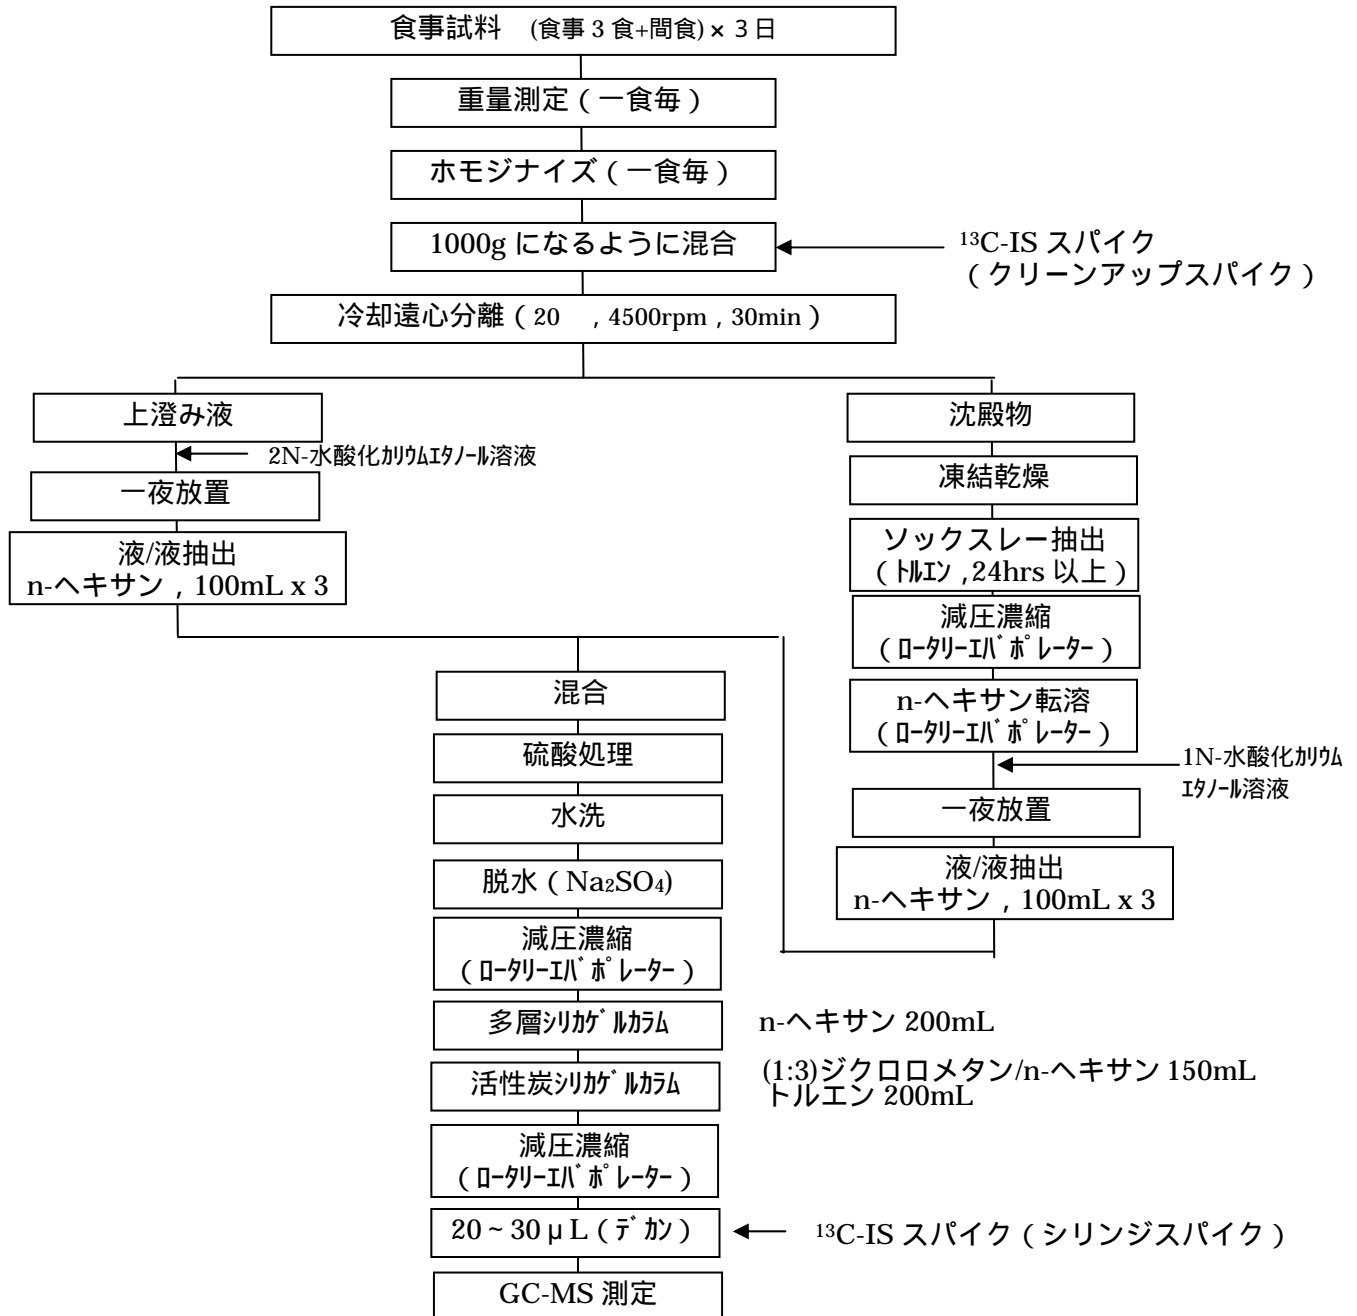 食事試料　(食事 3 食+間食) × 3 日
重量測定（一食毎）
ホモジナイズ（一食毎）
1000g になるように混合
¹³C-IS スパイク
（クリーンアップスパイク）
冷却遠心分離（20　, 4500rpm , 30min）
上澄み液
2N-水酸化ｶﾘｳﾑｴﾀﾉｰﾙ溶液
一夜放置
液/液抽出
n-ヘキサン , 100mL x 3
沈殿物
凍結乾燥
ソックスレー抽出
（ﾄﾙｴﾝ ,24hrs 以上）
減圧濃縮
（ﾛｰﾀﾘｰｴﾊﾞﾎﾟﾚｰﾀｰ）
n-ヘキサン転溶
（ﾛｰﾀﾘｰｴﾊﾞﾎﾟﾚｰﾀｰ）
1N-水酸化ｶﾘｳﾑ
ｴﾀﾉｰﾙ溶液
一夜放置
液/液抽出
n-ヘキサン , 100mL x 3
混合
硫酸処理
水洗
脱水（Na₂SO₄)
減圧濃縮
（ﾛｰﾀﾘｰｴﾊﾞﾎﾟﾚｰﾀｰ）
多層ｼﾘｶｹﾞﾙｶﾗﾑ
n-ヘキサン 200mL
活性炭ｼﾘｶｹﾞﾙｶﾗﾑ
(1:3)ジクロロメタン/n-ヘキサン 150mL
トルエン 200mL
減圧濃縮
（ﾛｰﾀﾘｰｴﾊﾞﾎﾟﾚｰﾀｰ）
20 ~ 30 μ L（ﾃﾞｶﾝ）
¹³C-IS スパイク（シリンジスパイク）
GC-MS 測定